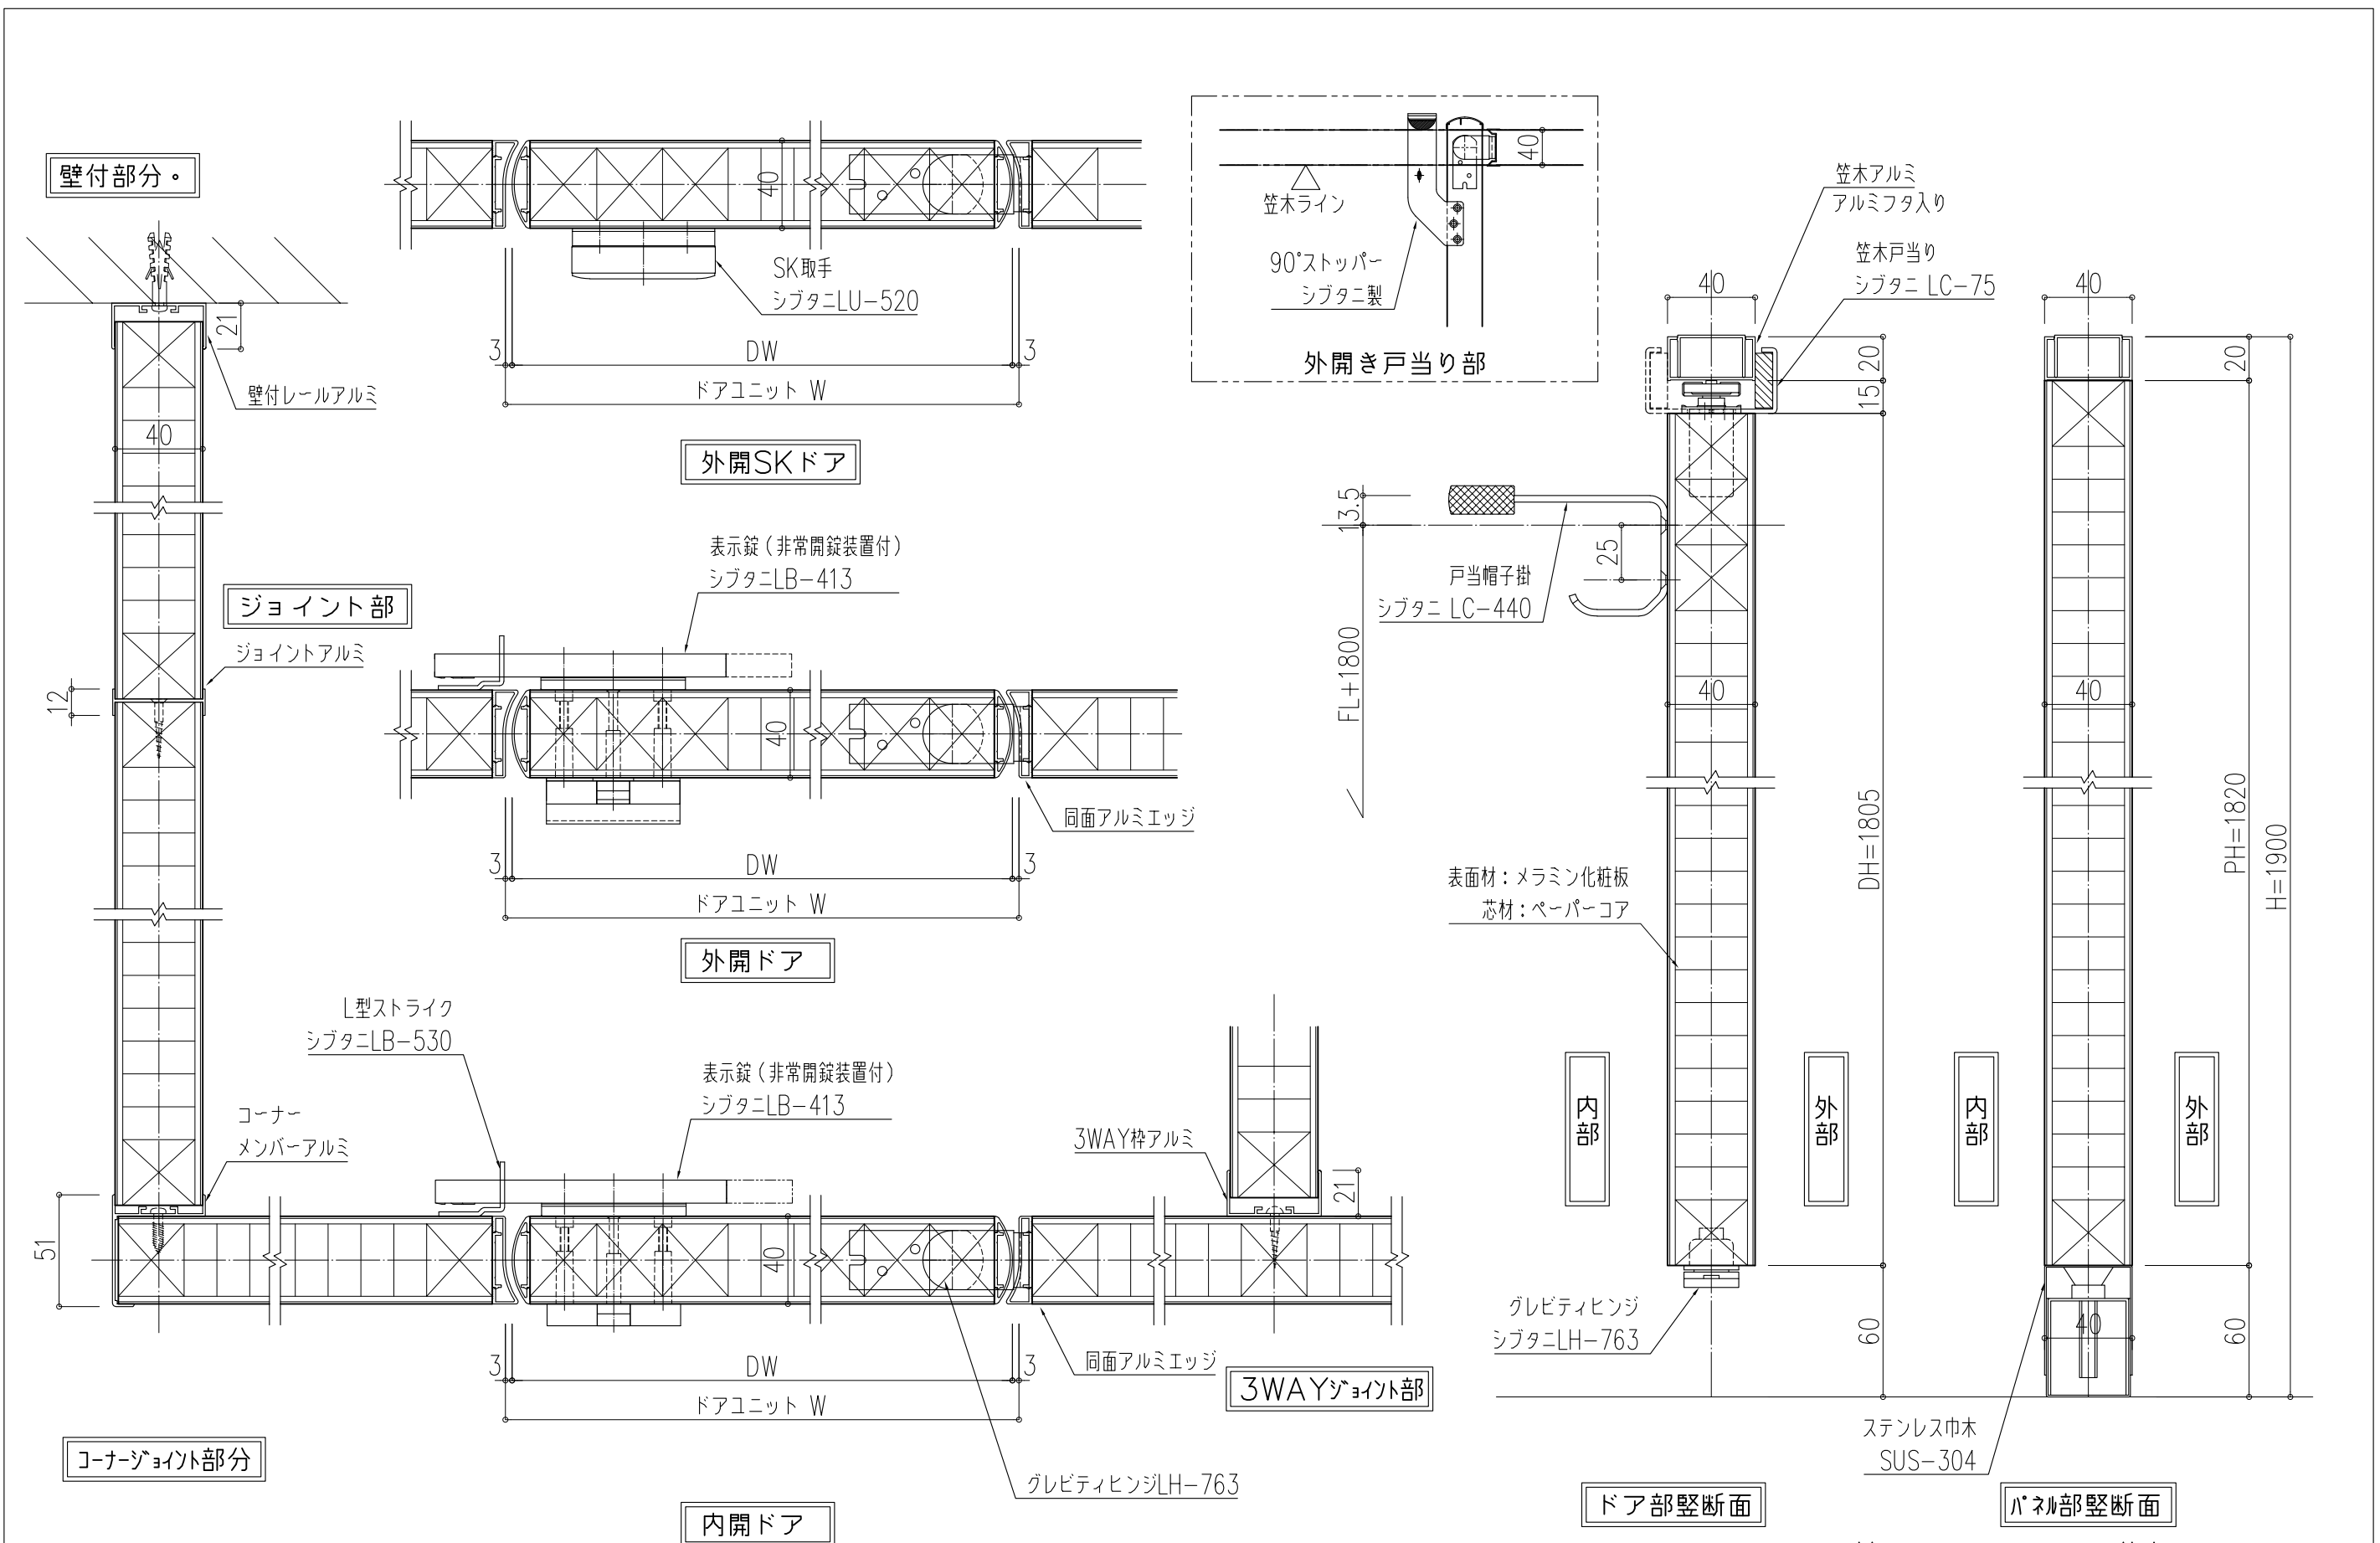 壁付部分。
21
壁付レールアルミ
40
ジョイント部
ジョイントアルミ
12
コーナー
メンバーアルミ
51
コーナージョイント部分
40
SK取手
シブタニLU-520
3
DW
3
ドアユニット W
外開SKドア
表示錠（非常開錠装置付）
シブタニLB-413
40
同面アルミエッジ
3
DW
3
ドアユニット W
外開ドア
L型ストライク
シブタニLB-530
表示錠（非常開錠装置付）
シブタニLB-413
40
3WAY枠アルミ
21
同面アルミエッジ
3
DW
3
ドアユニット W
3WAYジョイント部
グレビティヒンジLH-763
内開ドア
40
笠木ライン
90°ストッパー
シブタニ製
外開き戸当り部
笠木アルミ
アルミフタ入り
笠木戸当り
シブタニ LC-75
40
20
15
13.5
25
戸当帽子掛
シブタニ LC-440
FL+1800
40
DH=1805
表面材：メラミン化粧板
芯材：ペーパーコア
内部
外部
グレビティヒンジ
シブタニLH-763
60
ドア部竪断面
40
20
40
PH=1820
H=1900
内部
外部
40
60
ステンレス巾木
SUS-304
パネル部竪断面